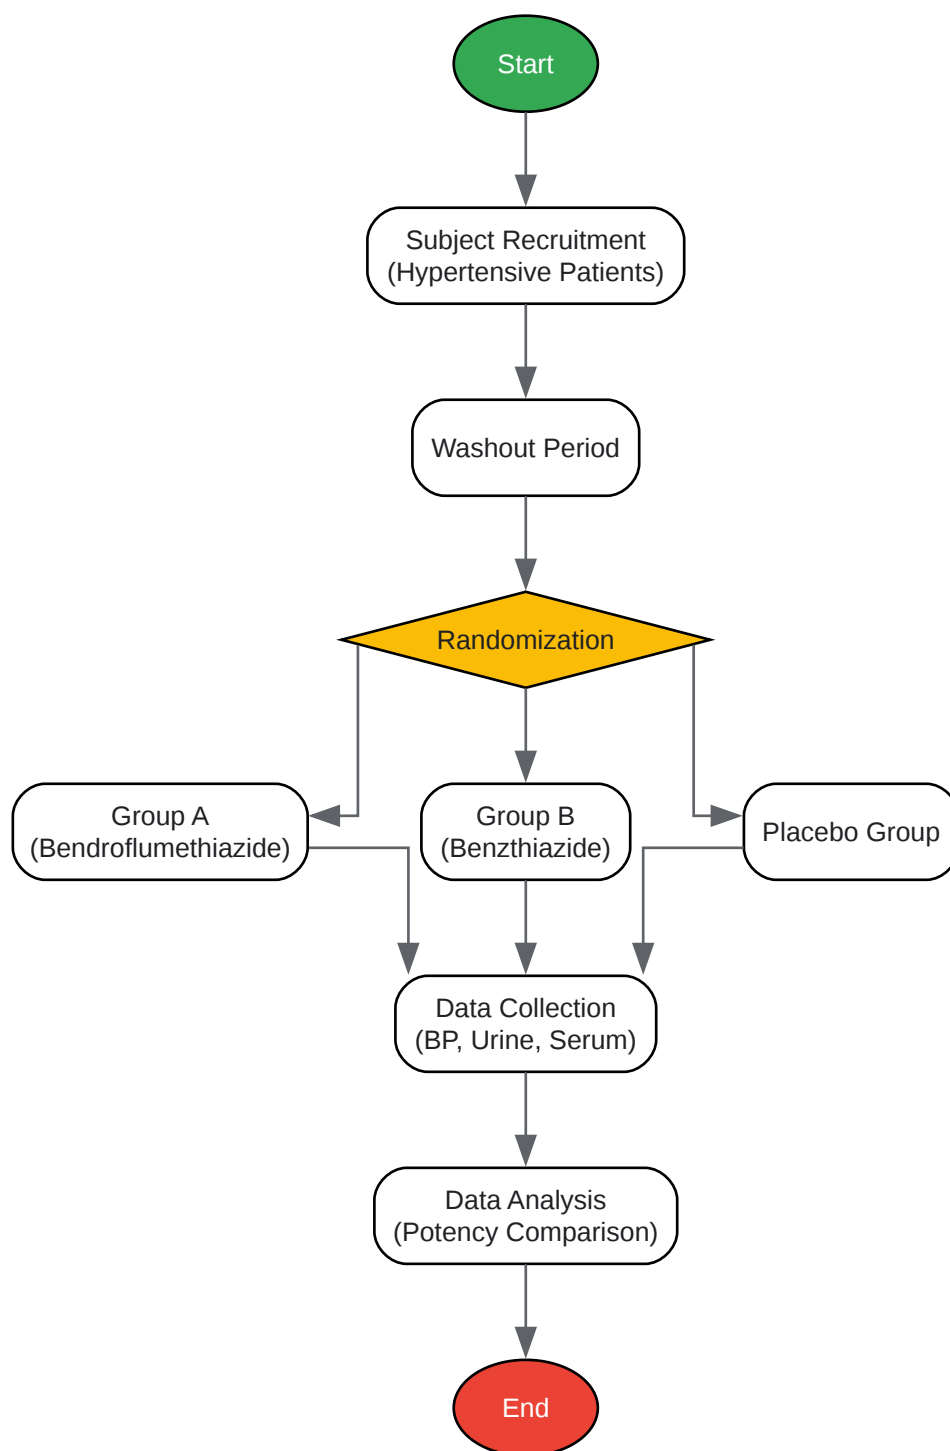 Start
Subject Recruitment
(Hypertensive Patients)
Washout Period
Randomization
Group A
(Bendroflumethiazide)
Group B
(Benzthiazide)
Placebo Group
Data Collection
(BP, Urine, Serum)
Data Analysis
(Potency Comparison)
End